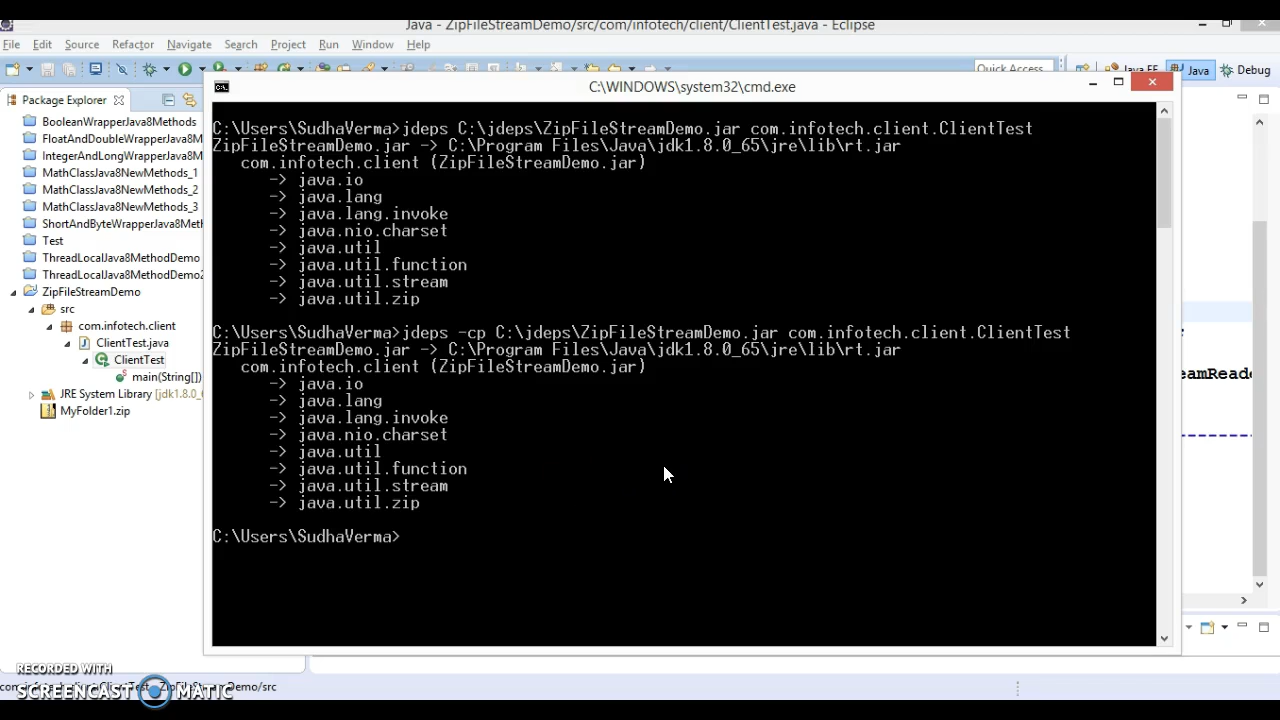 Java - ZipFileStreamDemo/src/com/infotech/client/ClientTest.java - Eclipse
File Edit Source Refactor Navigate Search Project Run Window Help
Quick Access
Java EE
Java
Debug
Package Explorer
BooleanWrapperJava8Methods
FloatAndDoubleWrapperJava8M
IntegerAndLongWrapperJava8M
MathClassJava8NewMethods_1
MathClassJava8NewMethods_2
MathClassJava8NewMethods_3
ShortAndByteWrapperJava8Met
Test
ThreadLocalJava8MethodDemo
ThreadLocalJava8MethodDemo2
ZipFileStreamDemo
src
com.infotech.client
ClientTest.java
ClientTest
main(String[])
JRE System Library [jdk1.8.0_
MyFolder1.zip
C:\WINDOWS\system32\cmd.exe
C:\Users\SudhaVerma>jdeps C:\jdeps\ZipFileStreamDemo.jar com.infotech.client.ClientTest
ZipFileStreamDemo.jar -> C:\Program Files\Java\jdk1.8.0_65\jre\lib\rt.jar
com.infotech.client (ZipFileStreamDemo.jar)
-> java.io
-> java.lang
-> java.lang.invoke
-> java.nio.charset
-> java.util
-> java.util.function
-> java.util.stream
-> java.util.zip
C:\Users\SudhaVerma>jdeps -cp C:\jdeps\ZipFileStreamDemo.jar com.infotech.client.ClientTest
ZipFileStreamDemo.jar -> C:\Program Files\Java\jdk1.8.0_65\jre\lib\rt.jar
com.infotech.client (ZipFileStreamDemo.jar)
-> java.io
-> java.lang
-> java.lang.invoke
-> java.nio.charset
-> java.util
-> java.util.function
-> java.util.stream
-> java.util.zip
C:\Users\SudhaVerma>
eamReade
RECORDED WITH
SCREENCAST MATIC
Demo/src